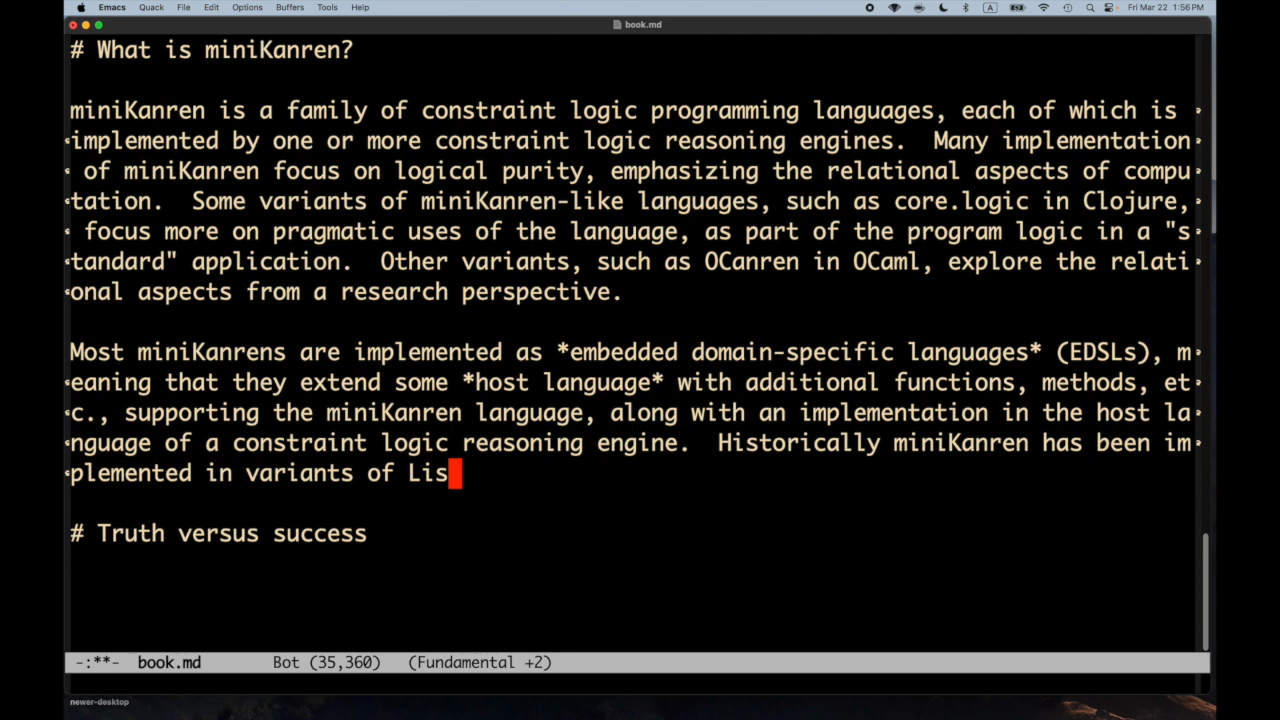 Emacs Quack File Edit Options Buffers Tools Help A Fri Mar 22 1:56 PM
book.md
# What is miniKanren?
miniKanren is a family of constraint logic programming languages, each of which is
implemented by one or more constraint logic reasoning engines.  Many implementation
 of miniKanren focus on logical purity, emphasizing the relational aspects of compu
tation.  Some variants of miniKanren-like languages, such as core.logic in Clojure,
 focus more on pragmatic uses of the language, as part of the program logic in a "s
tandard" application.  Other variants, such as OCanren in OCaml, explore the relati
onal aspects from a research perspective.
Most miniKanrens are implemented as *embedded domain-specific languages* (EDSLs), m
eaning that they extend some *host language* with additional functions, methods, et
c., supporting the miniKanren language, along with an implementation in the host la
nguage of a constraint logic reasoning engine.  Historically miniKanren has been im
plemented in variants of Lis
# Truth versus success
-:**-  book.md      Bot (35,360)   (Fundamental +2)
newer-desktop